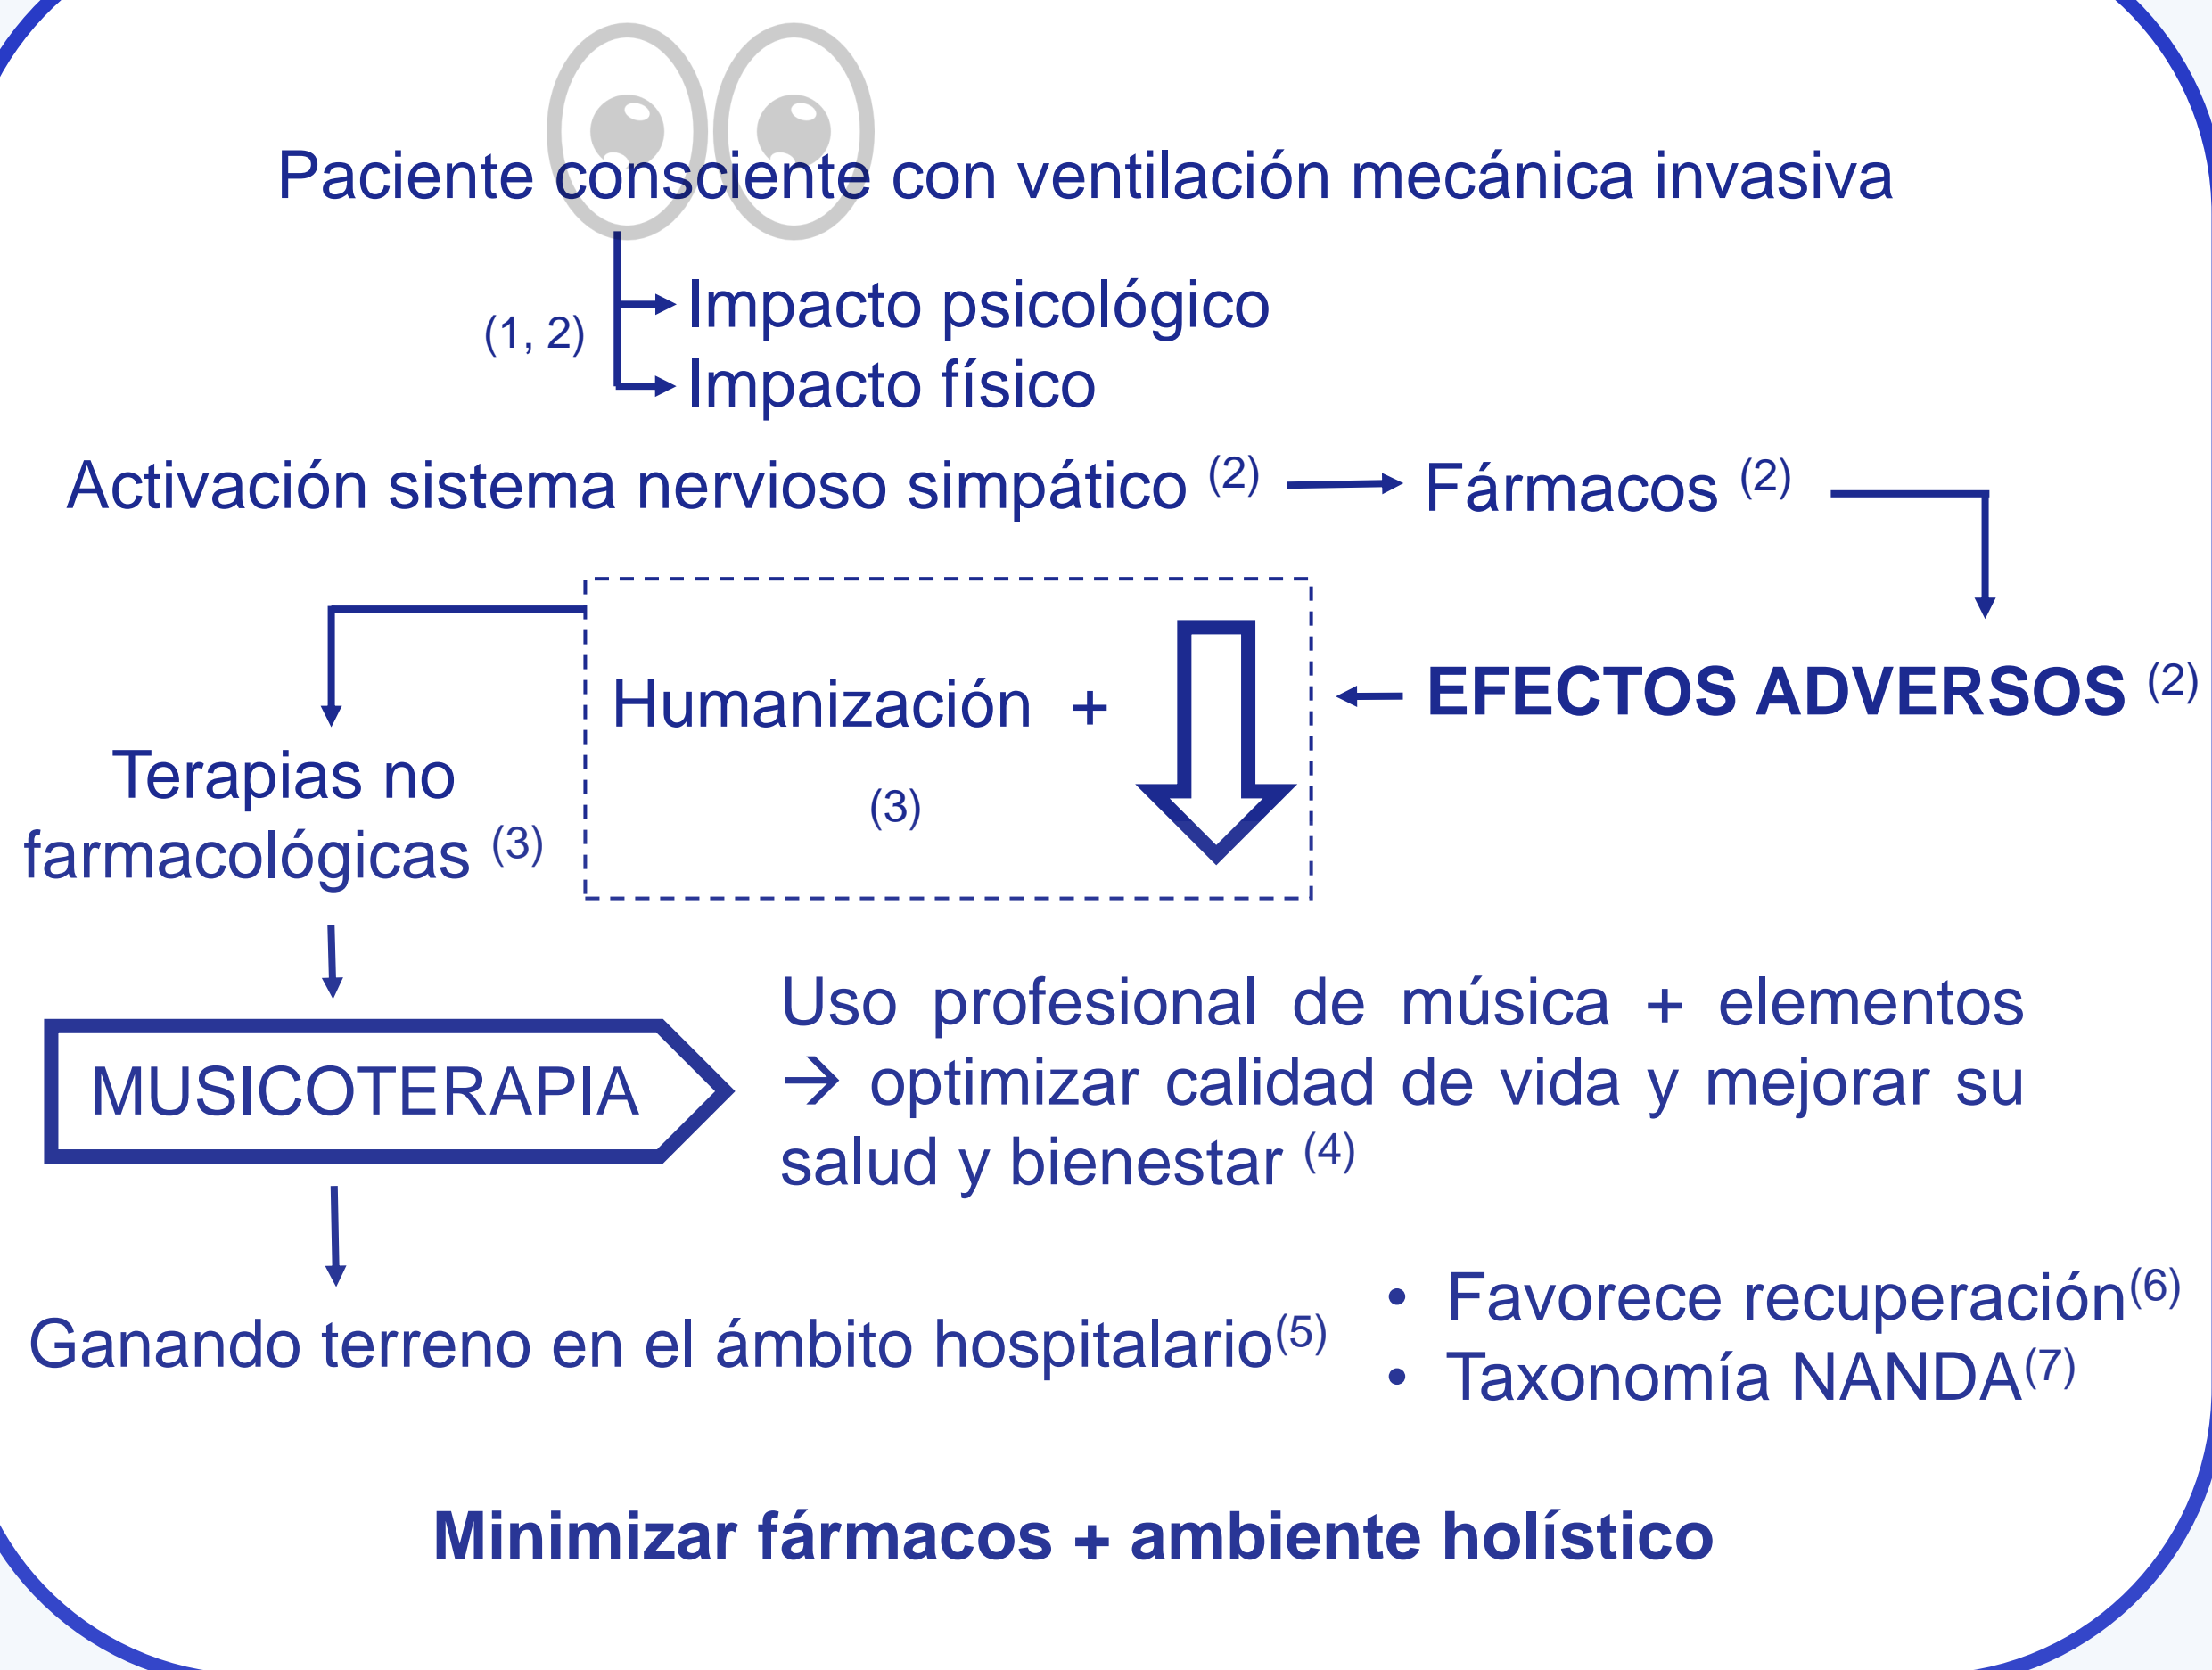 Paciente consciente con ventilación mecánica invasiva
(1, 2)
Impacto psicológico
Impacto físico
Activación sistema nervioso simpático (2)
Fármacos (2)
EFECTOS ADVERSOS (2)
Humanización +
(3)
Terapias no
farmacológicas (3)
MUSICOTERAPIA
Uso profesional de música + elementos
→ optimizar calidad de vida y mejorar su
salud y bienestar (4)
Ganando terreno en el ámbito hospitalario(5)
• Favorece recuperación(6)
• Taxonomía NANDA(7)
Minimizar fármacos + ambiente holístico